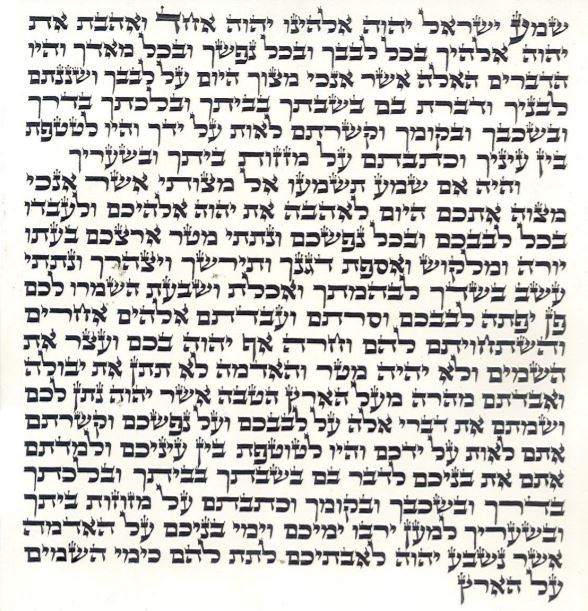 שמע ישראל יהוה אלהינו יהוה אחד ואהבת את
יהוה אלהיך בכל לבבך ובכל נפשך ובכל מאדך והיו
הדברים האלה אשר אנכי מצוך היום על לבבך ושננתם
לבניך ודברת בם בשבתך בביתך ובלכתך בדרך
ובשכבך ובקומך וקשרתם לאות על ידך והיו לטטפת
בין עיניך וכתבתם על מזזות ביתך ובשעריך
והיה אם שמע תשמעו אל מצותי אשר אנכי
מצוה אתכם היום לאהבה את יהוה אלהיכם ולעבדו
בכל לבבכם ובכל נפשכם ונתתי מטר ארצכם בעתו
יורה ומלקוש ואספת דגנך ותירשך ויצהרך ונתתי
עשב בשדך לבהמתך ואכלת ושבעת השמרו לכם
פן יפתה לבבכם וסרתם ועבדתם אלהים אחרים
והשתחויתם להם וחרה אף יהוה בכם ועצר את
השמים ולא יהיה מטר והאדמה לא תתן את יבולה
ואבדתם מהרה מעל הארץ הטבה אשר יהוה נתן לכם
ושמתם את דברי אלה על לבבכם ועל נפשכם וקשרתם
אתם לאות על ידכם והיו לטוטפת בין עיניכם ולמדתם
אתם את בניכם לדבר בם בשבתך בביתך ובלכתך
בדרך ובשכבך ובקומך וכתבתם על מזוזות ביתך
ובשעריך למען ירבו ימיכם וימי בניכם על האדמה
אשר נשבע יהוה לאבתיכם לתת להם כימי השמים
על הארץ